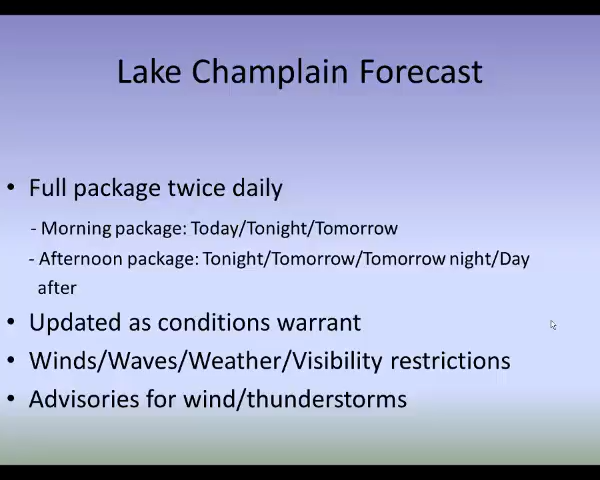 Lake Champlain Forecast
• Full package twice daily
- Morning package: Today/Tonight/Tomorrow
- Afternoon package: Tonight/Tomorrow/Tomorrow night/Day
after
• Updated as conditions warrant
• Winds/Waves/Weather/Visibility restrictions
• Advisories for wind/thunderstorms